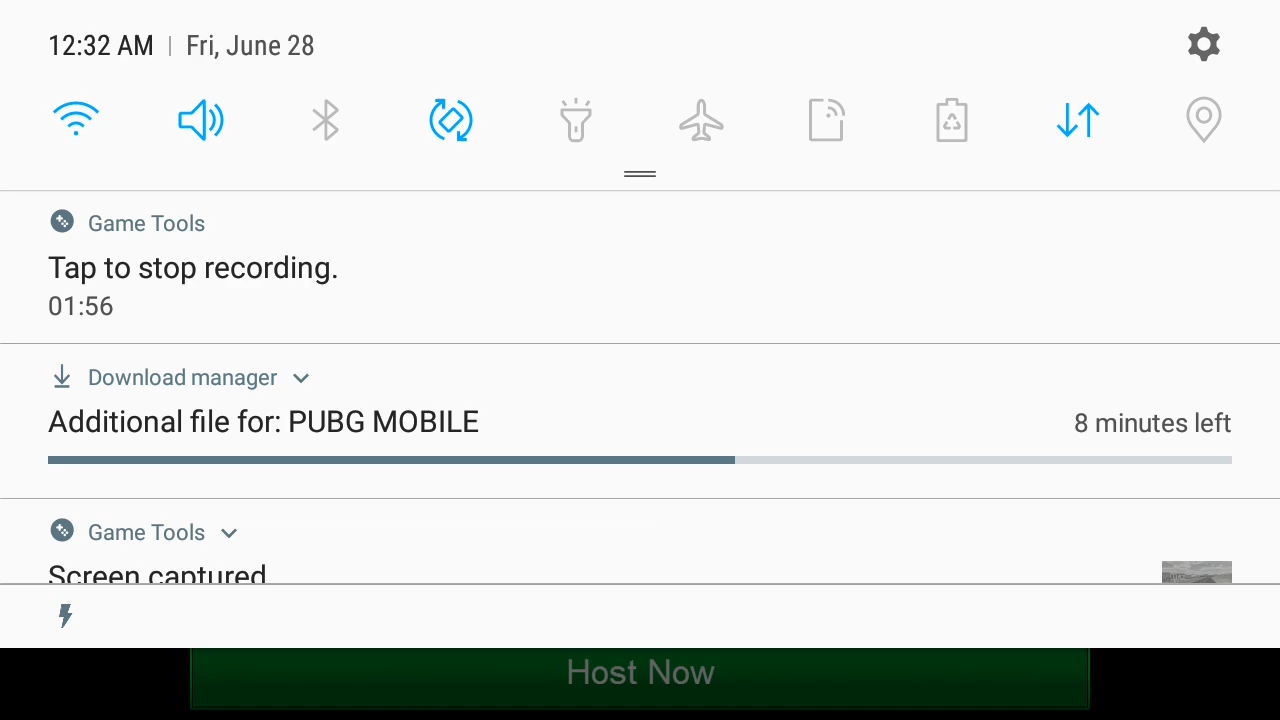 12:32 AM | Fri, June 28
Game Tools
Tap to stop recording.
01:56
Download manager
Additional file for: PUBG MOBILE
8 minutes left
Game Tools
Screen captured
Host Now